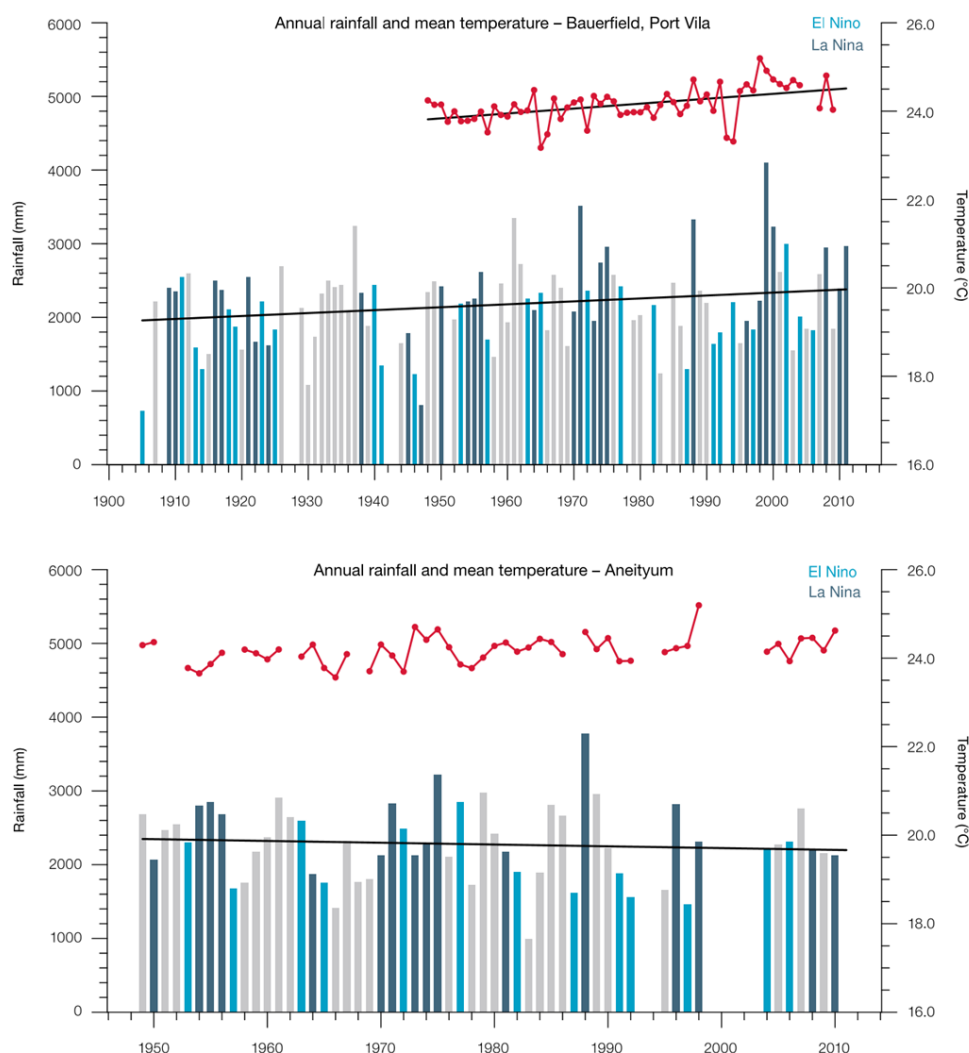 Annual rainfall and mean temperature – Bauerfield, Port Vila
El Nino
La Nina
Rainfall (mm)
6000
5000
4000
3000
2000
1000
0
Temperature (°C)
26.0
24.0
22.0
20.0
18.0
16.0
1900 1910 1920 1930 1940 1950 1960 1970 1980 1990 2000 2010
Annual rainfall and mean temperature – Aneityum
El Nino
La Nina
Rainfall (mm)
6000
5000
4000
3000
2000
1000
0
Temperature (°C)
26.0
24.0
22.0
20.0
18.0
16.0
1950 1960 1970 1980 1990 2000 2010